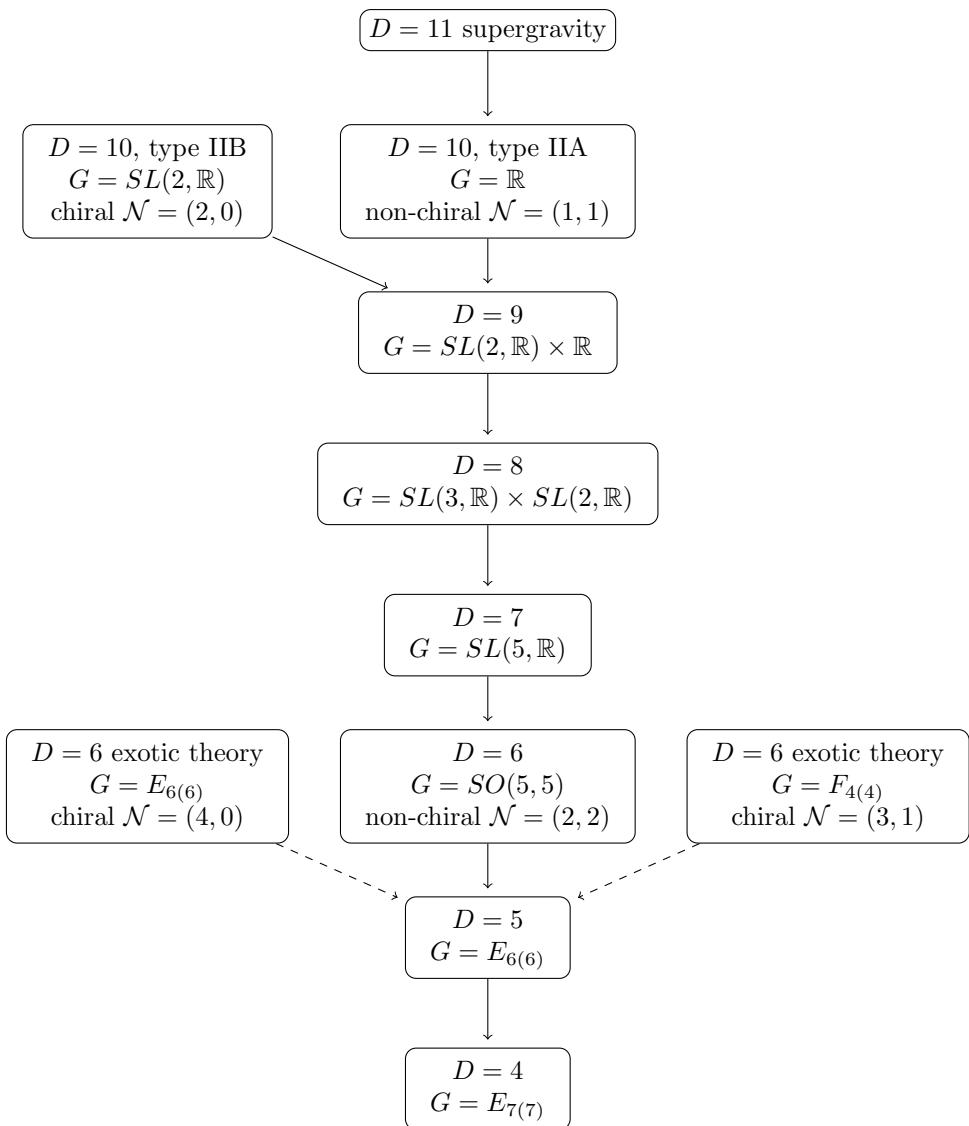 D = 11 supergravity
D = 10, type IIB
G = SL(2, ℝ)
chiral 𝒩 = (2, 0)
D = 10, type IIA
G = ℝ
non-chiral 𝒩 = (1, 1)
D = 9
G = SL(2, ℝ) × ℝ
D = 8
G = SL(3, ℝ) × SL(2, ℝ)
D = 7
G = SL(5, ℝ)
D = 6 exotic theory
G = E₆₍₆₎
chiral 𝒩 = (4, 0)
D = 6
G = SO(5, 5)
non-chiral 𝒩 = (2, 2)
D = 6 exotic theory
G = F₄₍₄₎
chiral 𝒩 = (3, 1)
D = 5
G = E₆₍₆₎
D = 4
G = E₇₍₇₎